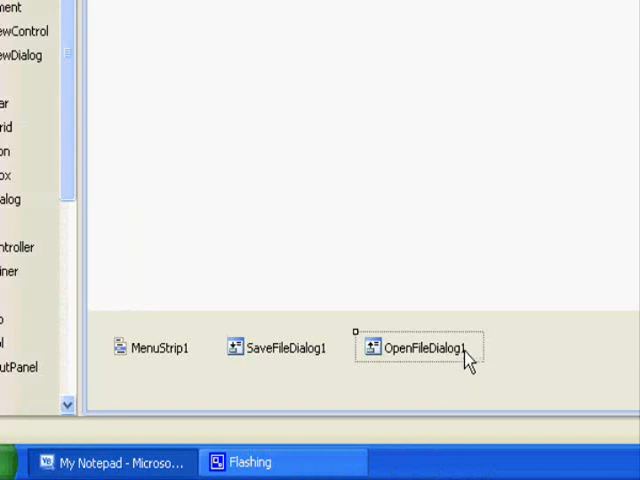 ment
ewControl
ewDialog
ar
rid
on
ox
alog
ntroller
iner
o
ol
utPanel
MenuStrip1
SaveFileDialog1
OpenFileDialog1
My Notepad - Microso...
Flashing